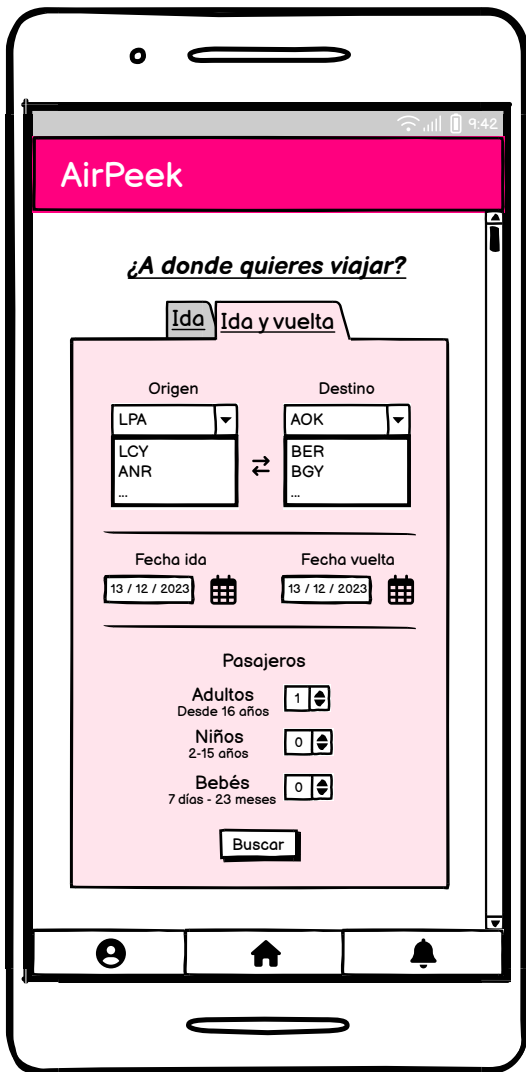 9:42
AirPeek
¿A donde quieres viajar?
Ida Ida y vuelta
Origen Destino
LPA AOK
LCY BER
ANR BGY
... ...
Fecha ida Fecha vuelta
13 / 12 / 2023 13 / 12 / 2023
Pasajeros
Adultos 1
Desde 16 años
Niños 0
2-15 años
Bebés 0
7 días - 23 meses
Buscar